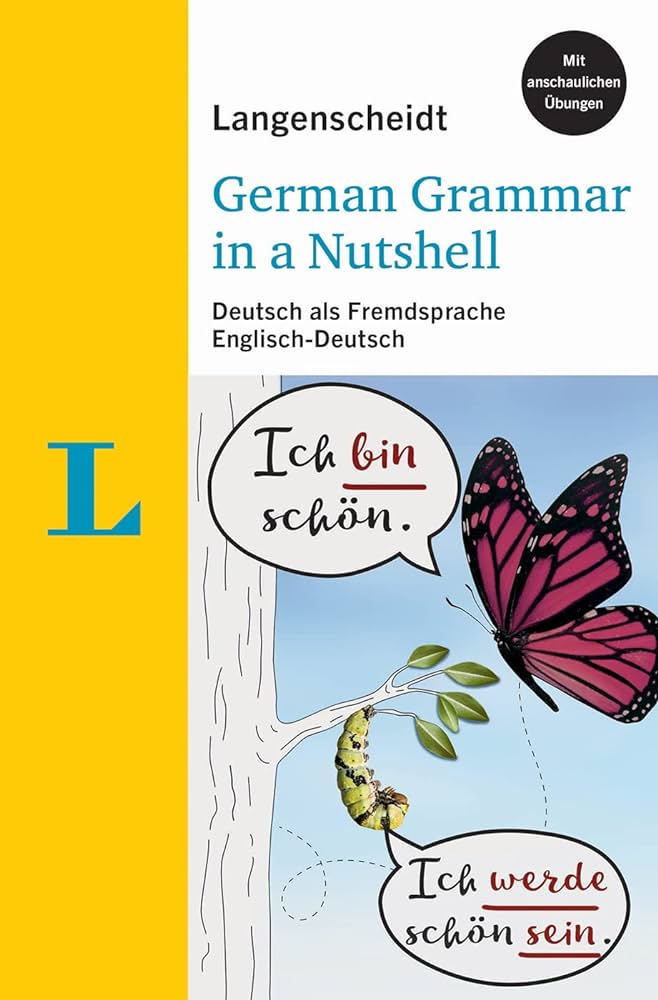 Mit
anschaulichen
Übungen
Langenscheidt
German Grammar
in a Nutshell
Deutsch als Fremdsprache
Englisch-Deutsch
L
Ich bin
schön.
Ich werde
schön sein.